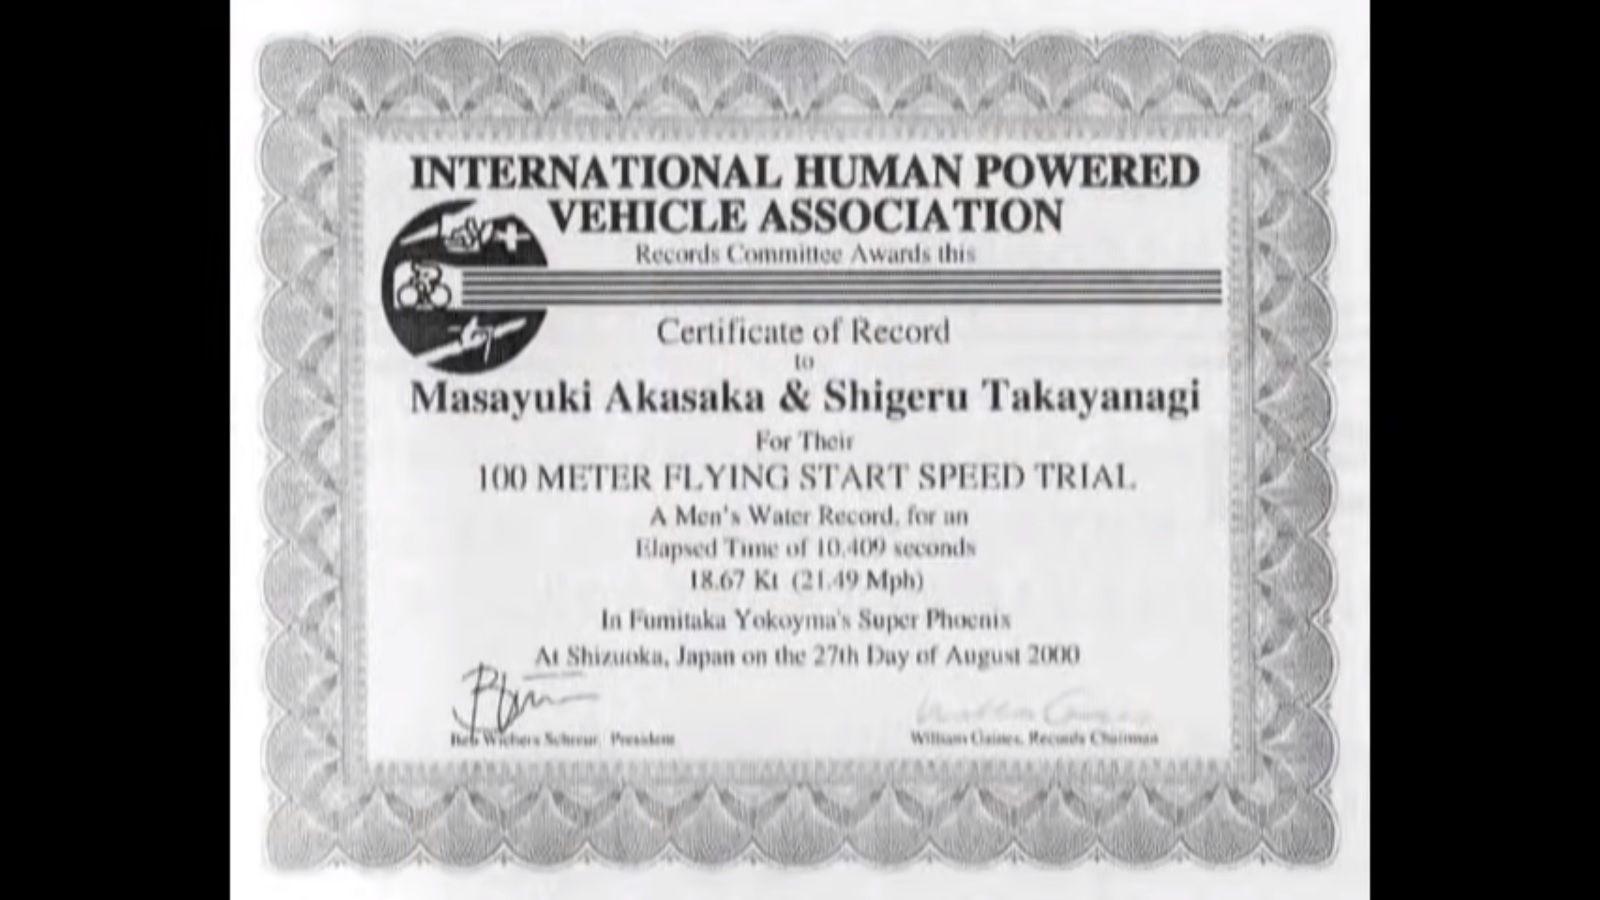 INTERNATIONAL HUMAN POWERED
VEHICLE ASSOCIATION
Records Committee Awards this
Certificate of Record
to
Masayuki Akasaka & Shigeru Takayanagi
For Their
100 METER FLYING START SPEED TRIAL
A Men's Water Record, for an
Elapsed Time of 10.409 seconds
18.67 Kt (21.49 Mph)
In Fumitaka Yokoyma's Super Phoenix
At Shizuoka, Japan on the 27th Day of August 2000
Wichers Schreur, President
William Gaines, Records Chairman